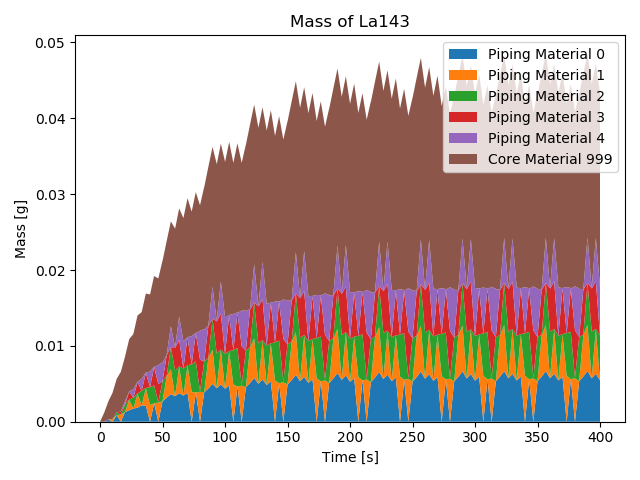 Mass of La143
Mass [g]
0.05
0.04
0.03
0.02
0.01
0.00
Piping Material 0
Piping Material 1
Piping Material 2
Piping Material 3
Piping Material 4
Core Material 999
0 50 100 150 200 250 300 350 400
Time [s]